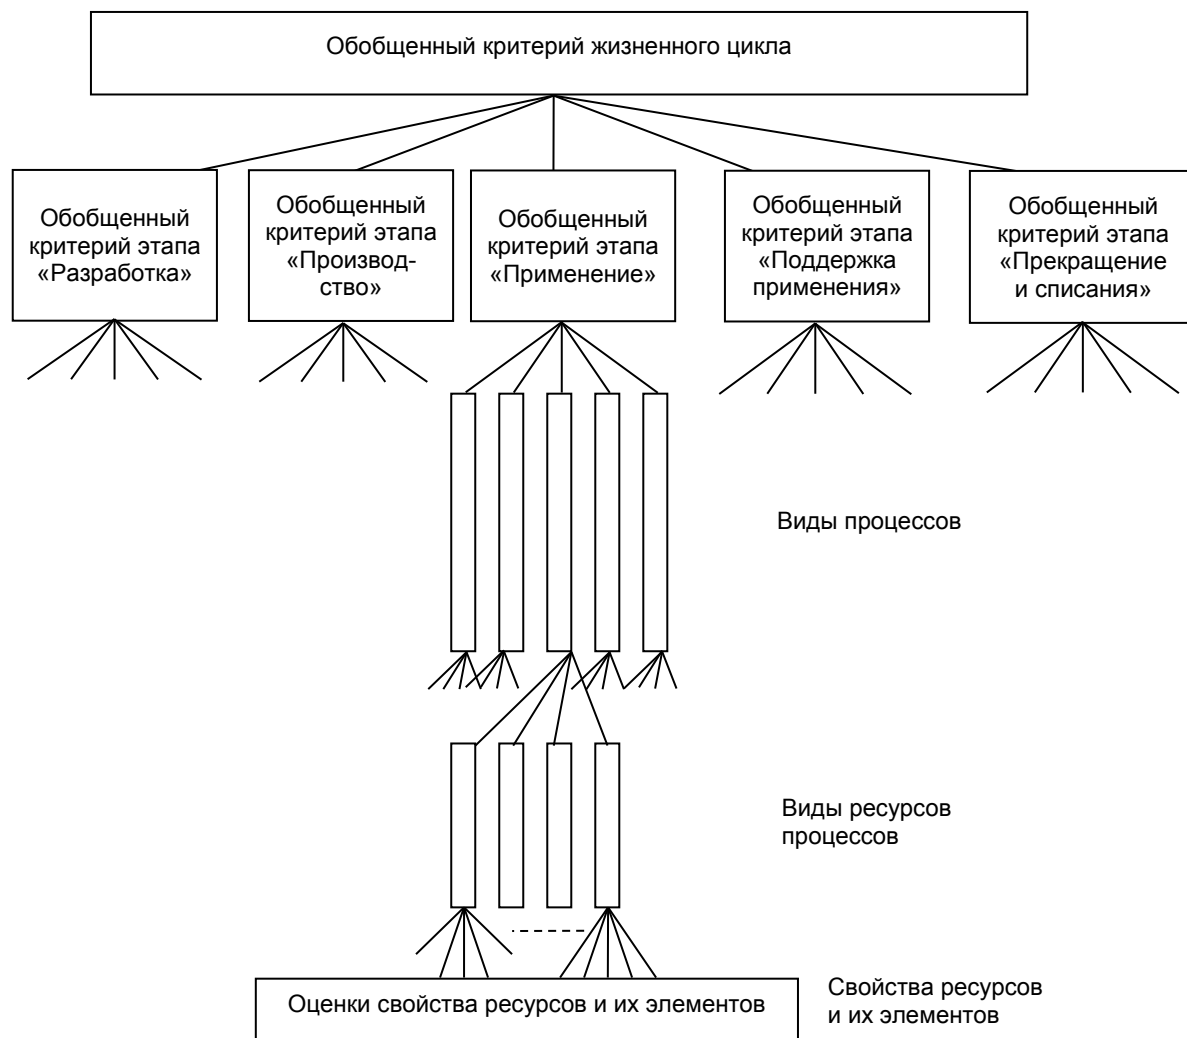 Обобщенный критерий жизненного цикла
Обобщенный
критерий этапа
«Разработка»
Обобщенный
критерий этапа
«Производ-
ство»
Обобщенный
критерий этапа
«Применение»
Обобщенный
критерий этапа
«Поддержка
применения»
Обобщенный
критерий этапа
«Прекращение
и списания»
Виды процессов
Виды ресурсов
процессов
Оценки свойства ресурсов и их элементов
Свойства ресурсов
и их элементов